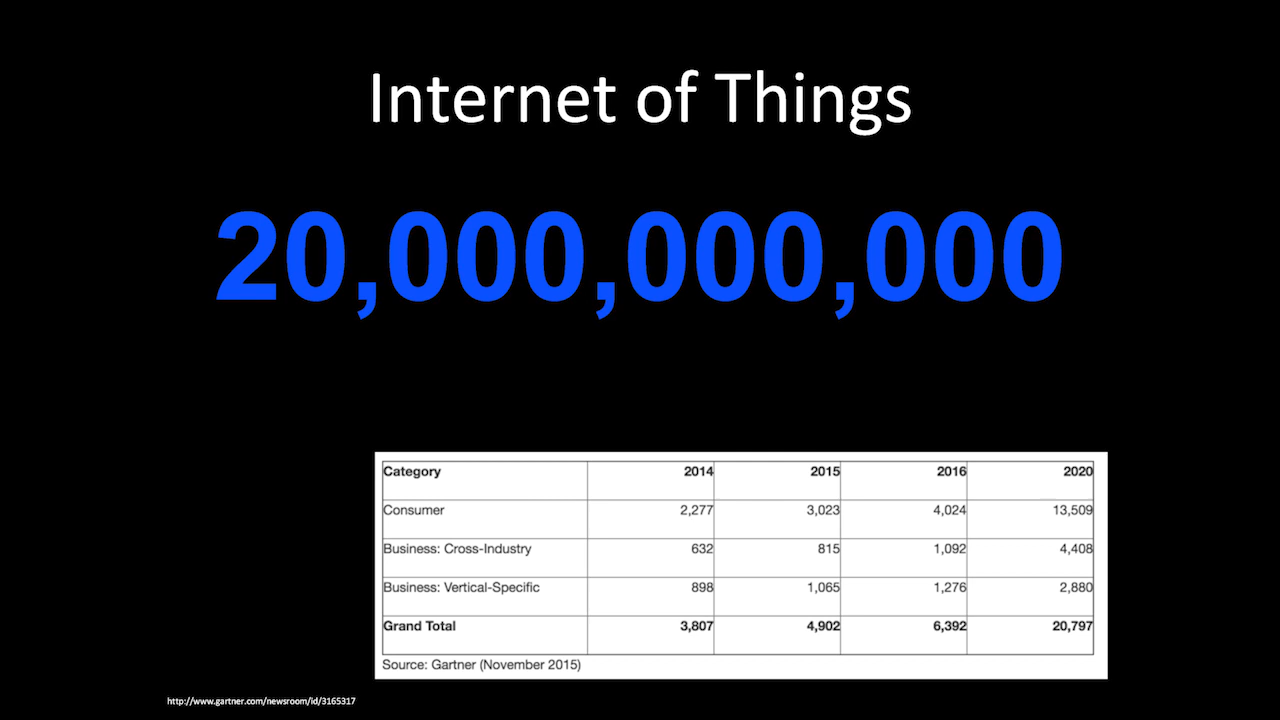 Internet of Things
20,000,000,000
Category 2014 2015 2016 2020
Consumer 2,277 3,023 4,024 13,509
Business: Cross-Industry 632 815 1,092 4,408
Business: Vertical-Specific 898 1,065 1,276 2,880
Grand Total 3,807 4,902 6,392 20,797
Source: Gartner (November 2015)
http://www.gartner.com/newsroom/id/3165317